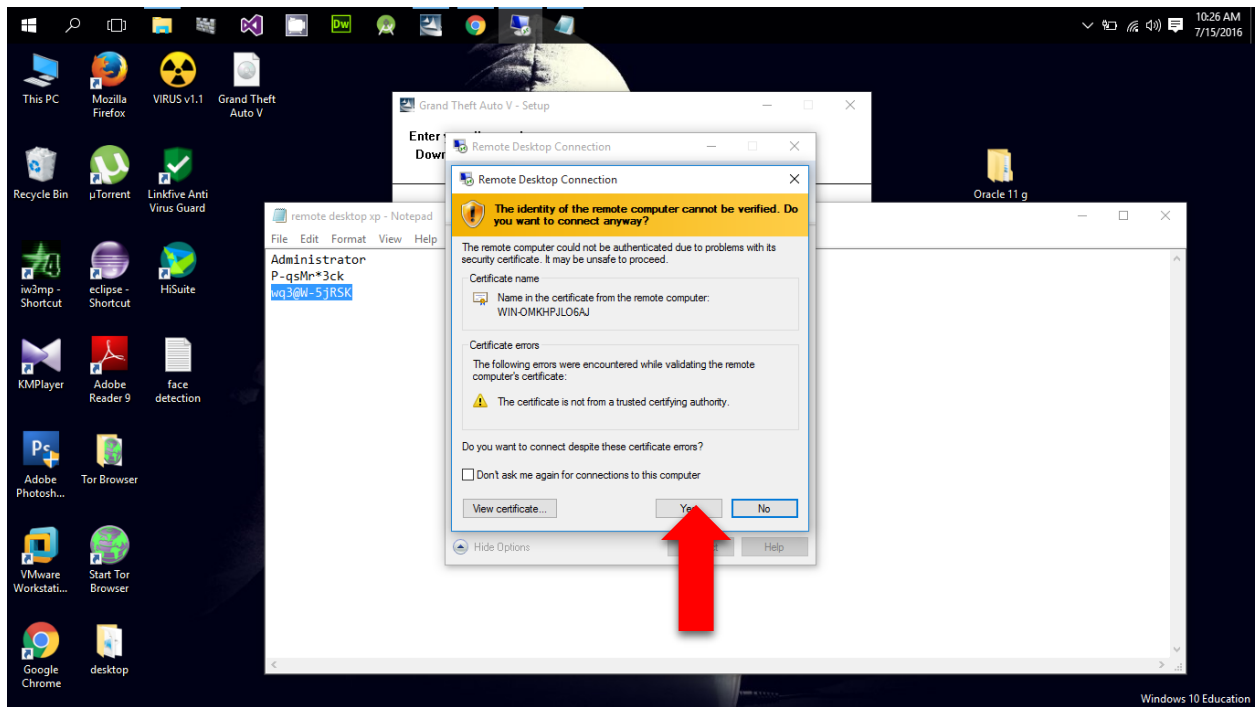 Dw
10:26 AM
7/15/2016
This PC
Mozilla
Firefox
VIRUS v1.1
Grand Theft
Auto V
Recycle Bin
µTorrent
Linkfive Anti
Virus Guard
iw3mp -
Shortcut
eclipse -
Shortcut
HiSuite
KMPlayer
Adobe
Reader 9
face
detection
Ps
Adobe
Photosh...
Tor Browser
VMware
Workstati...
Start Tor
Browser
Google
Chrome
desktop
Oracle 11 g
Grand Theft Auto V - Setup
Enter
Remote Desktop Connection
Remote Desktop Connection
The identity of the remote computer cannot be verified. Do
you want to connect anyway?
The remote computer could not be authenticated due to problems with its
security certificate. It may be unsafe to proceed.
Certificate name
Name in the certificate from the remote computer:
WIN-OMKHPJLO6AJ
Certificate errors
The following errors were encountered while validating the remote
computer's certificate:
The certificate is not from a trusted certifying authority.
Do you want to connect despite these certificate errors?
Don't ask me again for connections to this computer
View certificate...
Yes
No
Hide Options
Help
remote desktop xp - Notepad
File Edit Format View Help
Administrator
P-qsMr*3ck
wq3@W-5jRSK
Windows 10 Education